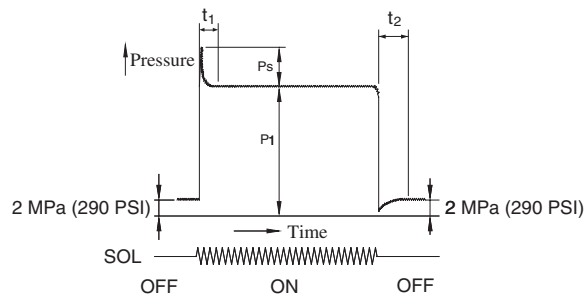 t1
t2
Pressure
Ps
P1
2 MPa (290 PSI)
2 MPa (290 PSI)
Time
SOL
OFF
ON
OFF